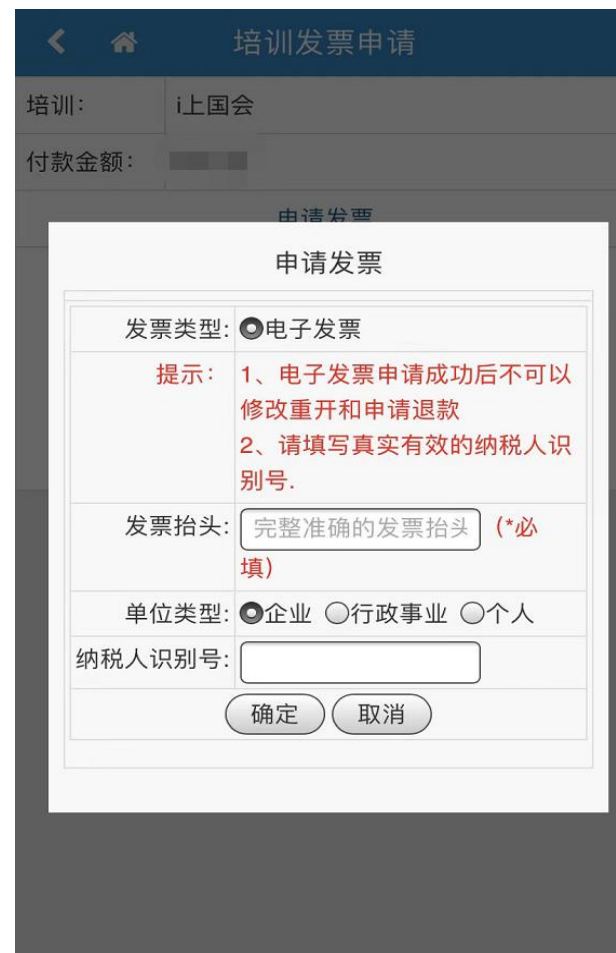 培训发票申请
培训: i上国会
付款金额:
申请发票
申请发票
发票类型: 电子发票
提示: 1、电子发票申请成功后不可以
修改重开和申请退款
2、请填写真实有效的纳税人识
别号.
发票抬头: 完整准确的发票抬头 (*必
填)
单位类型: 企业 行政事业 个人
纳税人识别号:
确定 取消